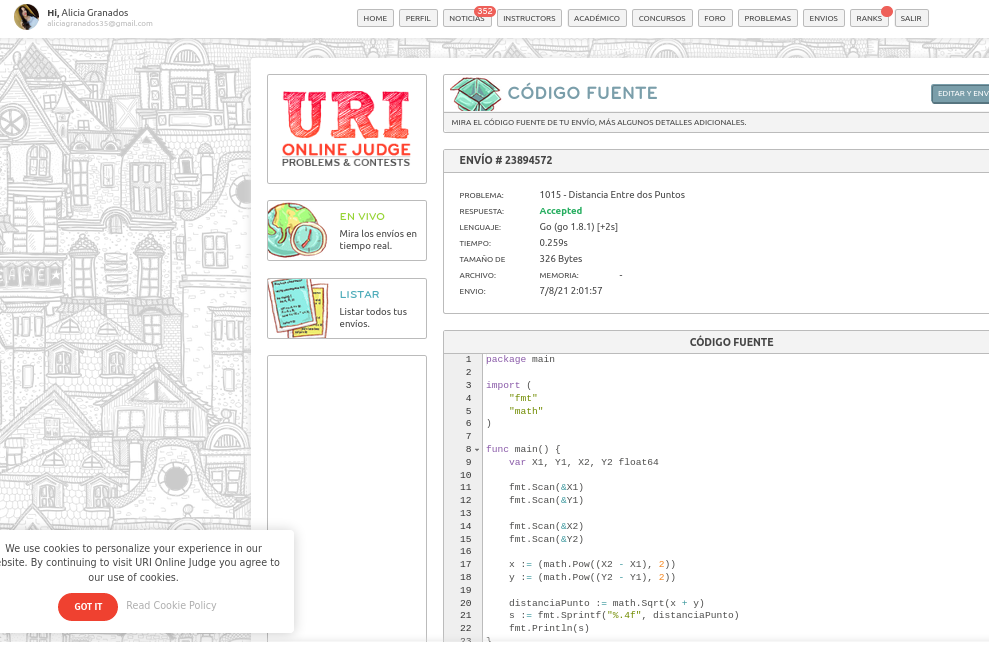 Hi, Alicia Granados
aliciagranados35@gmail.com
HOME PERFIL NOTICIAS 352 INSTRUCTORS ACADÉMICO CONCURSOS FORO PROBLEMAS ENVIOS RANKS SALIR
CAFÉ
URI
ONLINE JUDGE
PROBLEMS & CONTESTS
EN VIVO
Mira los envíos en
tiempo real.
LISTAR
Listar todos tus
envíos.
CÓDIGO FUENTE
EDITAR Y ENV
MIRA EL CÓDIGO FUENTE DE TU ENVÍO, MÁS ALGUNOS DETALLES ADICIONALES.
ENVÍO # 23894572
PROBLEMA: 1015 - Distancia Entre dos Puntos
RESPUESTA: Accepted
LENGUAJE: Go (go 1.8.1) [+2s]
TIEMPO: 0.259s
TAMAÑO DE 326 Bytes
ARCHIVO: MEMORIA: -
ENVIO: 7/8/21 2:01:57
CÓDIGO FUENTE
1 package main
2
3 import (
4 "fmt"
5 "math"
6 )
7
8 func main() {
9 var X1, Y1, X2, Y2 float64
10
11 fmt.Scan(&X1)
12 fmt.Scan(&Y1)
13
14 fmt.Scan(&X2)
15 fmt.Scan(&Y2)
16
17 x := (math.Pow((X2 - X1), 2))
18 y := (math.Pow((Y2 - Y1), 2))
19
20 distanciaPunto := math.Sqrt(x + y)
21 s := fmt.Sprintf("%.4f", distanciaPunto)
22 fmt.Println(s)
23 }
We use cookies to personalize your experience in our
ebsite. By continuing to visit URI Online Judge you agree to
our use of cookies.
GOT IT Read Cookie Policy